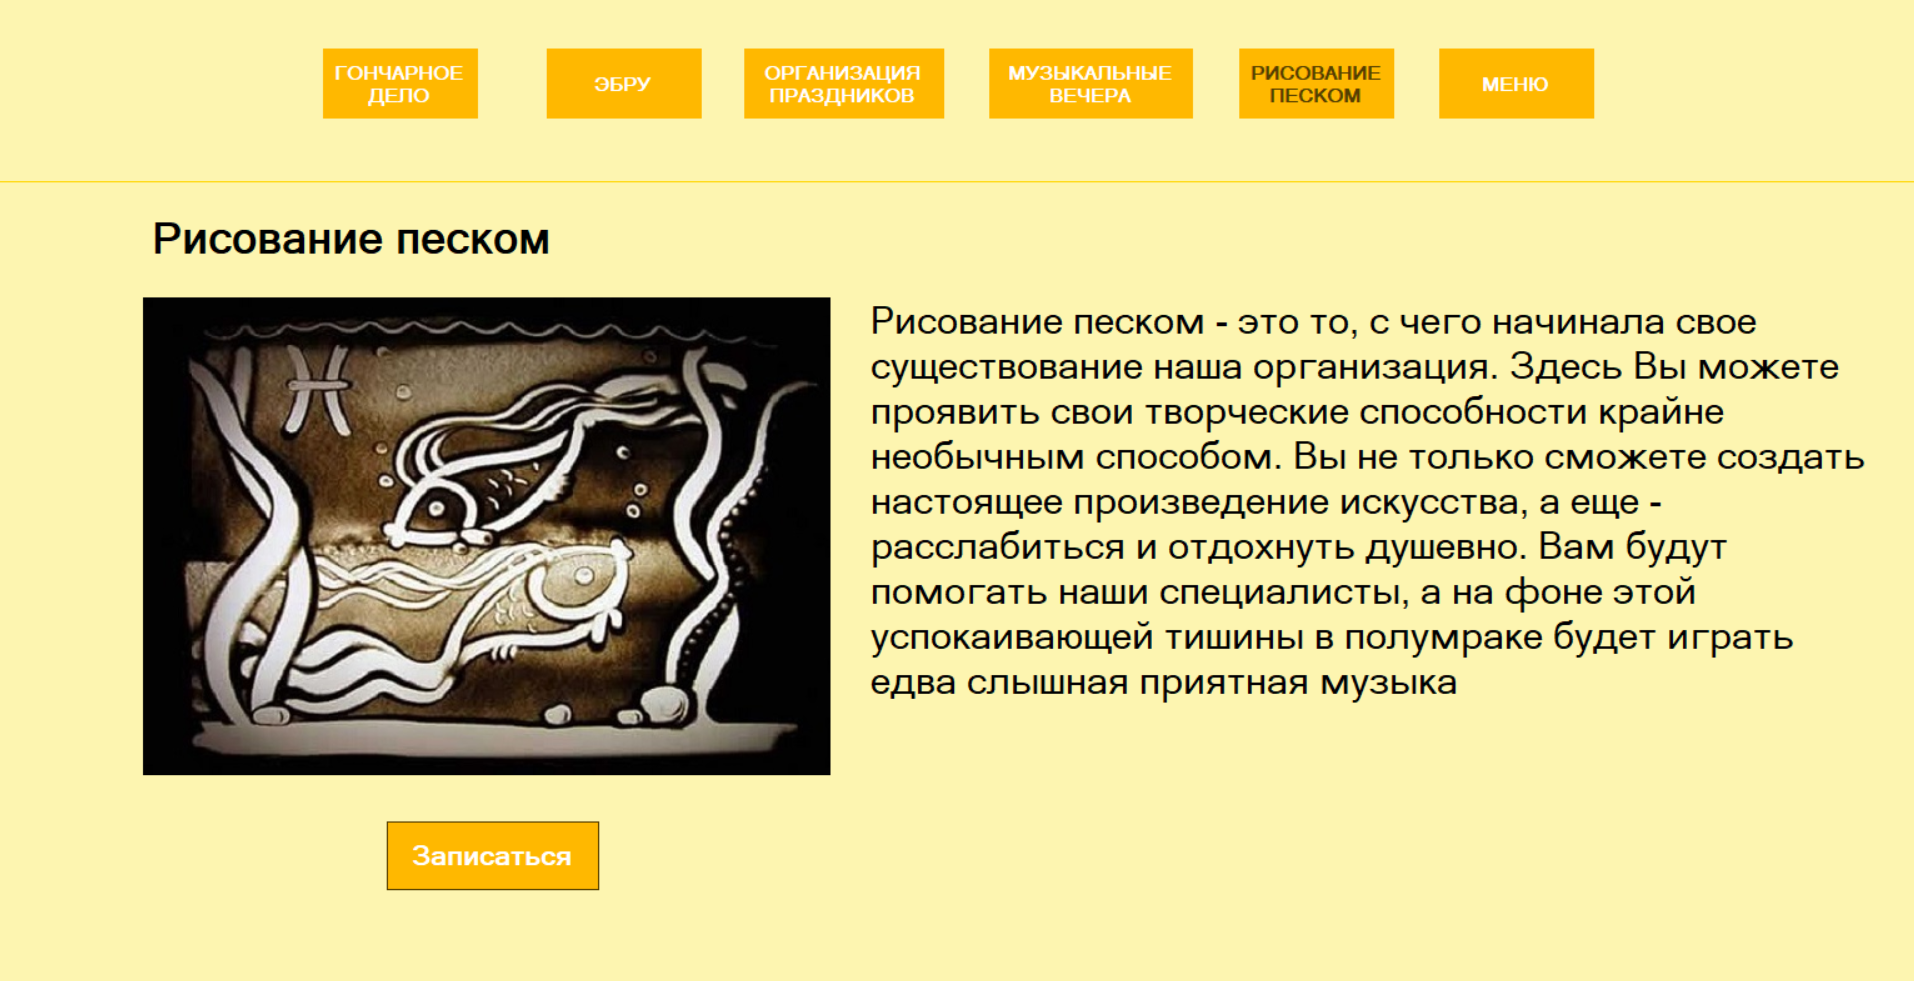 ГОНЧАРНОЕ
ДЕЛО
ЭБРУ
ОРГАНИЗАЦИЯ
ПРАЗДНИКОВ
МУЗЫКАЛЬНЫЕ
ВЕЧЕРА
РИСОВАНИЕ
ПЕСКОМ
МЕНЮ
Рисование песком
Рисование песком - это то, с чего начинала свое
существование наша организация. Здесь Вы можете
проявить свои творческие способности крайне
необычным способом. Вы не только сможете создать
настоящее произведение искусства, а еще -
расслабиться и отдохнуть душевно. Вам будут
помогать наши специалисты, а на фоне этой
успокаивающей тишины в полумраке будет играть
едва слышная приятная музыка
Записаться